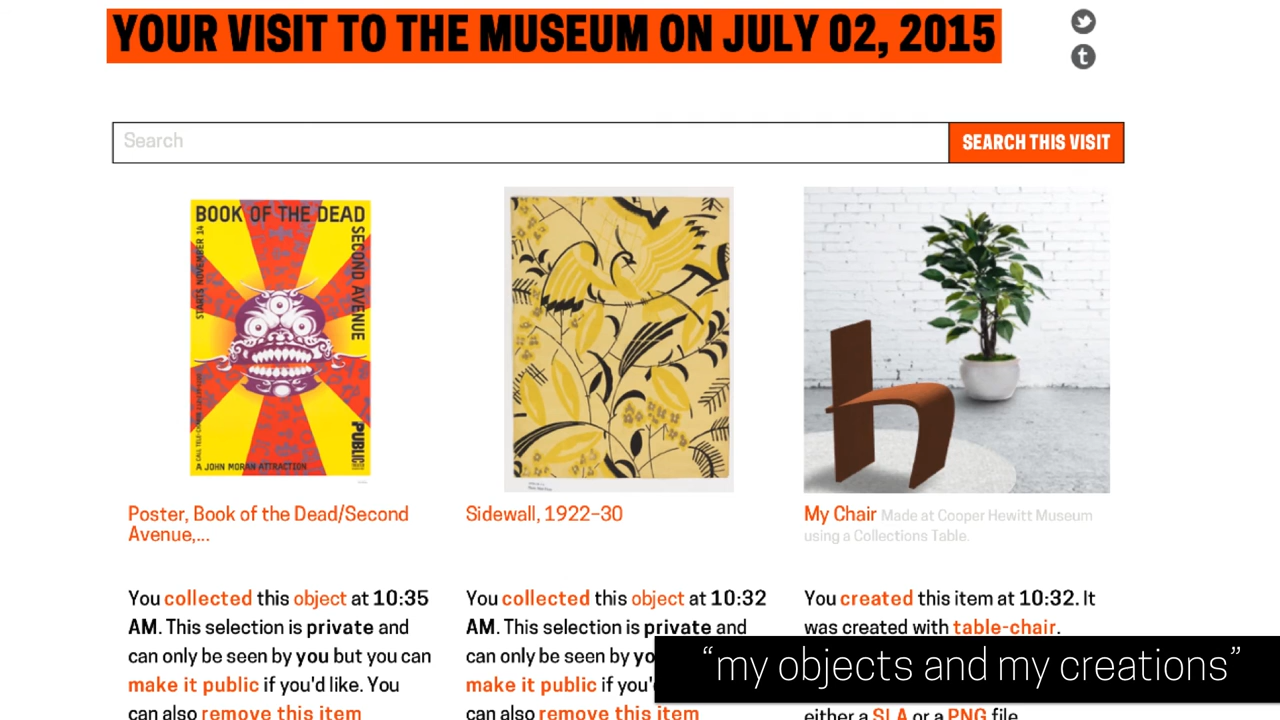 YOUR VISIT TO THE MUSEUM ON JULY 02, 2015
Search
SEARCH THIS VISIT
BOOK OF THE DEAD
SECOND AVENUE
STARTS NOVEMBER 14
PUBLIC
A JOHN MORAN ATTRACTION
Poster, Book of the Dead/Second
Avenue,...
You collected this object at 10:35
AM. This selection is private and
can only be seen by you but you can
make it public if you'd like. You
can also remove this item
Sidewall, 1922–30
You collected this object at 10:32
AM. This selection is private and
can only be seen by
make it public if
can also remove this item
My Chair Made at Cooper Hewitt Museum
using a Collections Table.
You created this item at 10:32. It
was created with table-chair.
either a SLA or a PNG file
“my objects and my creations”